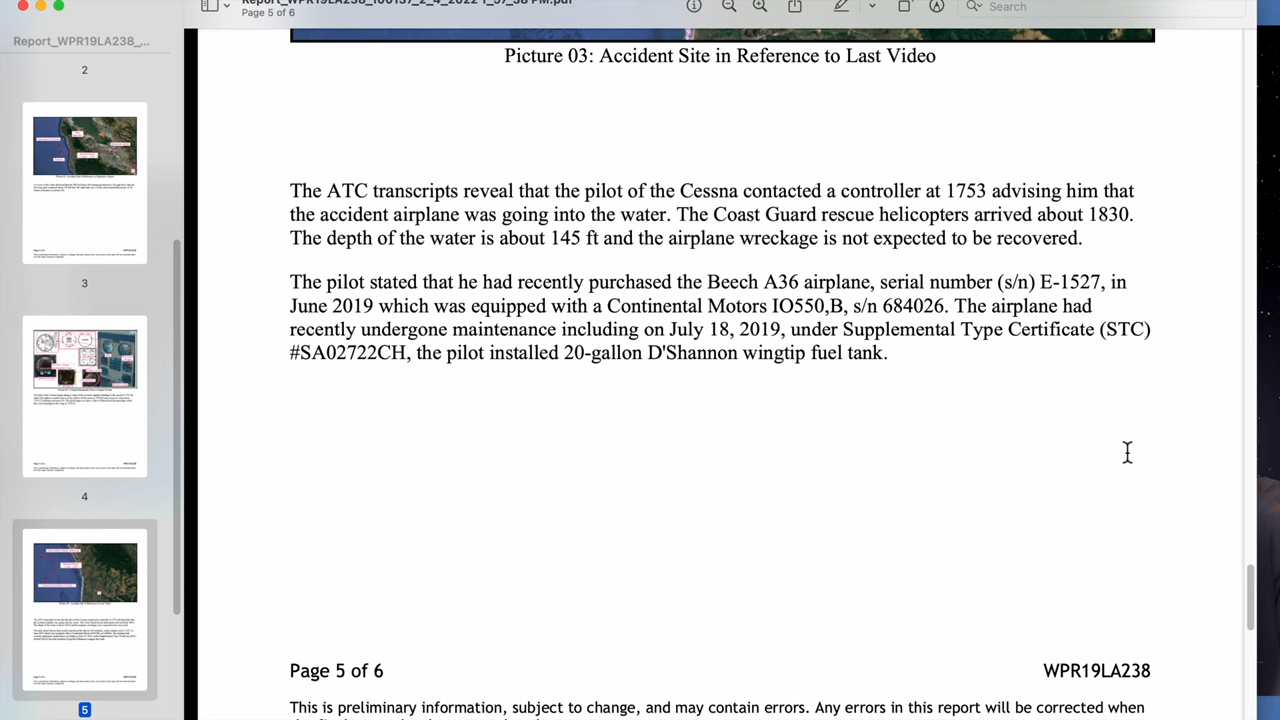 Page 5 of 6
Search
Report_WPR19LA238_...
2
3
4
5
Picture 03: Accident Site in Reference to Last Video
The ATC transcripts reveal that the pilot of the Cessna contacted a controller at 1753 advising him that
the accident airplane was going into the water. The Coast Guard rescue helicopters arrived about 1830.
The depth of the water is about 145 ft and the airplane wreckage is not expected to be recovered.
The pilot stated that he had recently purchased the Beech A36 airplane, serial number (s/n) E-1527, in
June 2019 which was equipped with a Continental Motors IO550,B, s/n 684026. The airplane had
recently undergone maintenance including on July 18, 2019, under Supplemental Type Certificate (STC)
#SA02722CH, the pilot installed 20-gallon D'Shannon wingtip fuel tank.
Page 5 of 6 WPR19LA238
This is preliminary information, subject to change, and may contain errors. Any errors in this report will be corrected when